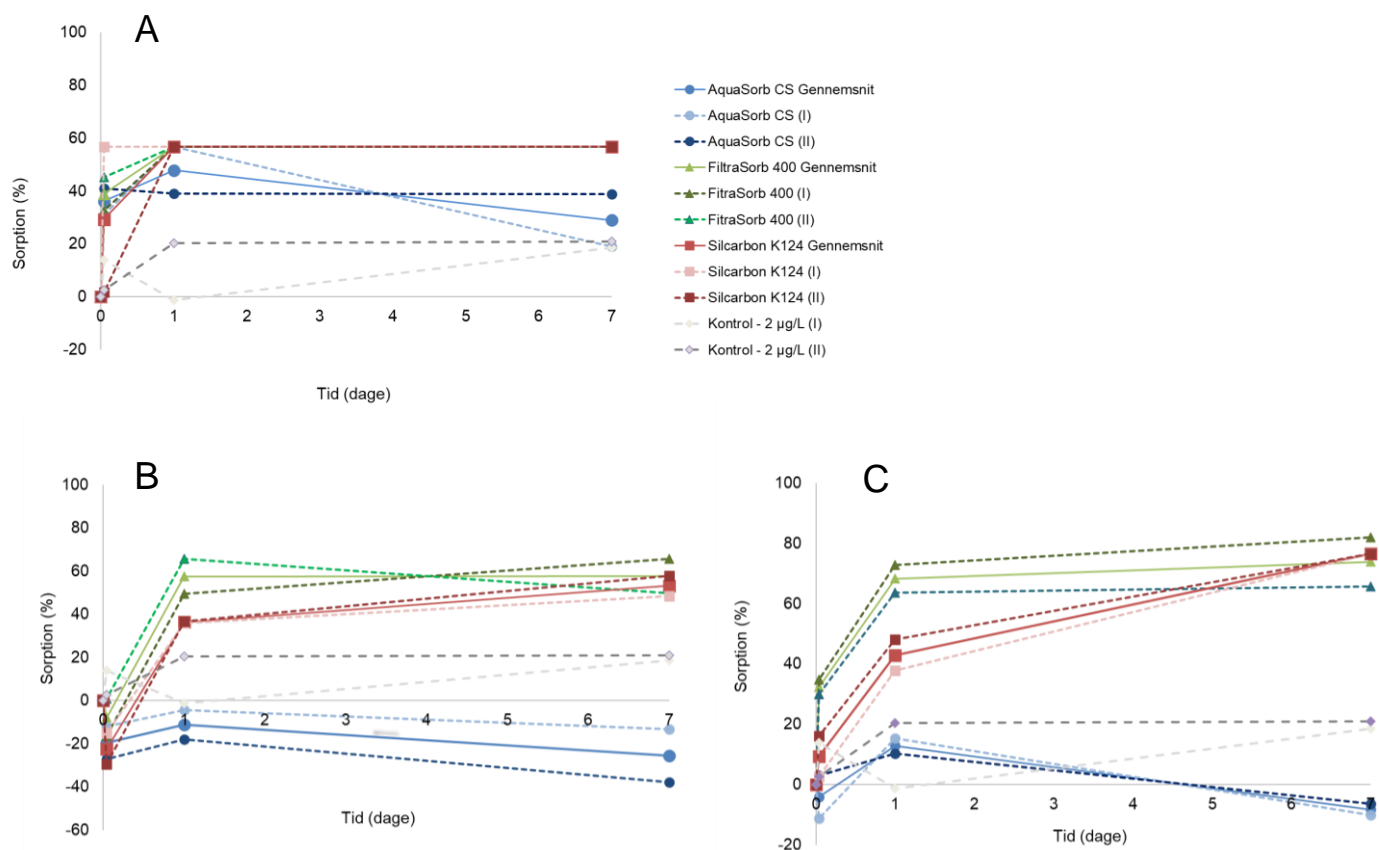 A
100
80
60
40
20
0
-20
Sorption (%)
0 1 2 3 4 5 6 7
Tid (dage)
AquaSorb CS Gennemsnit
AquaSorb CS (I)
AquaSorb CS (II)
FiltraSorb 400 Gennemsnit
FitraSorb 400 (I)
FitraSorb 400 (II)
Silcarbon K124 Gennemsnit
Silcarbon K124 (I)
Silcarbon K124 (II)
Kontrol - 2 µg/L (I)
Kontrol - 2 µg/L (II)
B
100
80
60
40
20
0
-20
-40
-60
Sorption (%)
0 1 2 3 4 5 6 7
Tid (dage)
C
100
80
60
40
20
0
-20
Sorption (%)
0 1 2 3 4 5 6 7
Tid (dage)